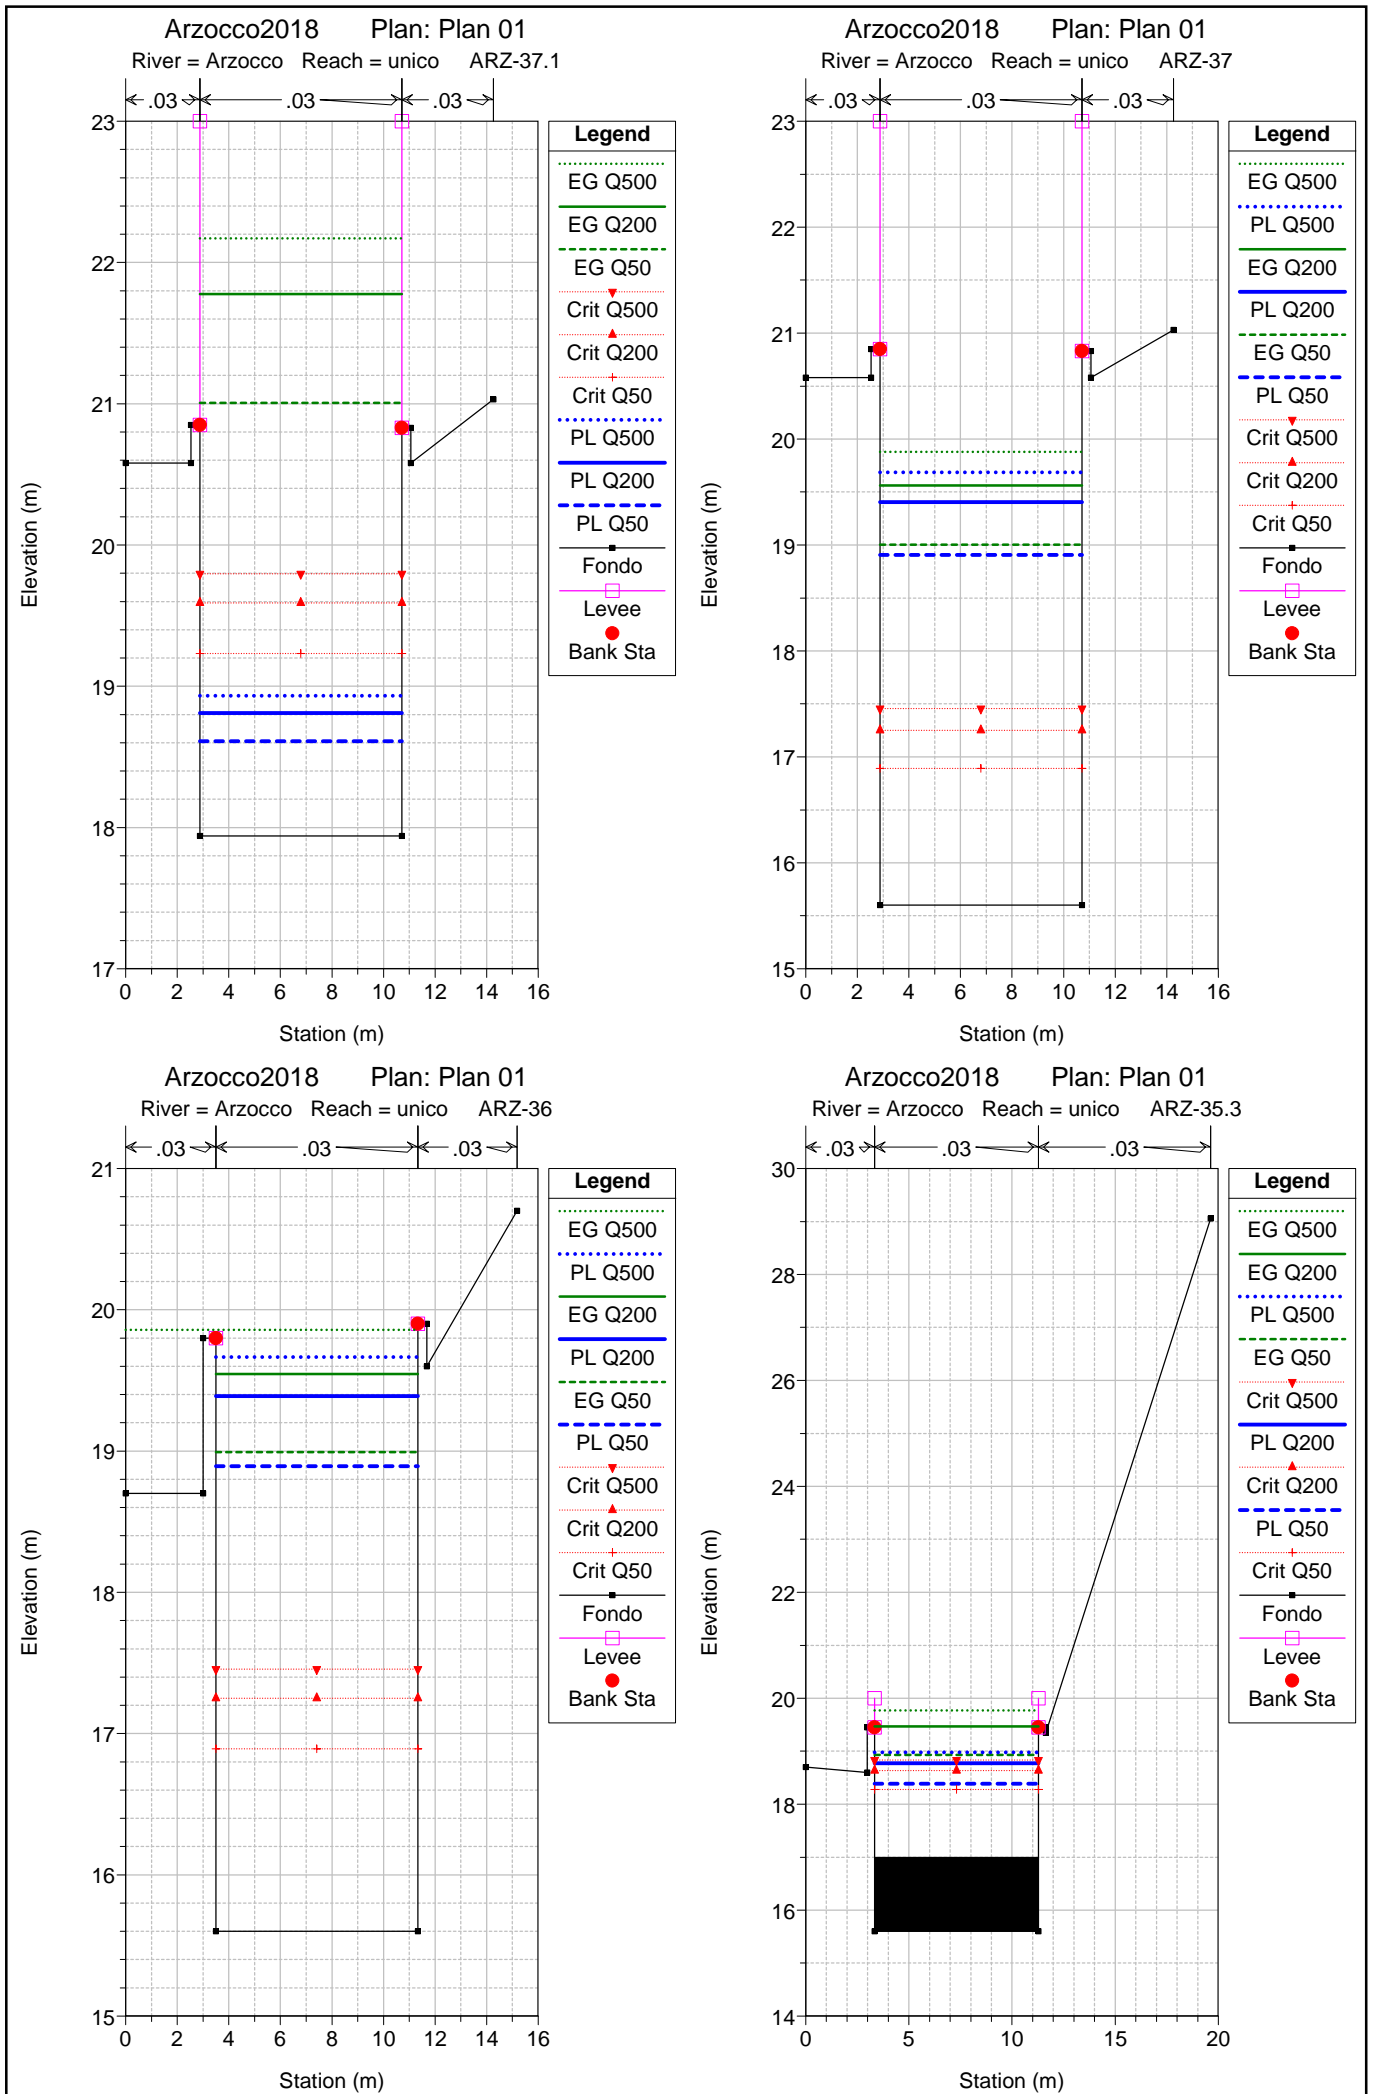 Arzocco2018 Plan: Plan 01
River = Arzocco Reach = unico ARZ-37.1
.03 .03 .03
23
22
21
20
19
18
17
0 2 4 6 8 10 12 14 16
Station (m)
Elevation (m)
Legend
EG Q500
EG Q200
EG Q50
Crit Q500
Crit Q200
Crit Q50
PL Q500
PL Q200
PL Q50
Fondo
Levee
Bank Sta
Arzocco2018 Plan: Plan 01
River = Arzocco Reach = unico ARZ-37
.03 .03 .03
23
22
21
20
19
18
17
16
15
0 2 4 6 8 10 12 14 16
Station (m)
Elevation (m)
Legend
EG Q500
PL Q500
EG Q200
PL Q200
EG Q50
PL Q50
Crit Q500
Crit Q200
Crit Q50
Fondo
Levee
Bank Sta
Arzocco2018 Plan: Plan 01
River = Arzocco Reach = unico ARZ-36
.03 .03 .03
21
20
19
18
17
16
15
0 2 4 6 8 10 12 14 16
Station (m)
Elevation (m)
Legend
EG Q500
PL Q500
EG Q200
PL Q200
EG Q50
PL Q50
Crit Q500
Crit Q200
Crit Q50
Fondo
Levee
Bank Sta
Arzocco2018 Plan: Plan 01
River = Arzocco Reach = unico ARZ-35.3
.03 .03 .03
30
28
26
24
22
20
18
16
14
0 5 10 15 20
Station (m)
Elevation (m)
Legend
EG Q500
EG Q200
PL Q500
EG Q50
Crit Q500
PL Q200
Crit Q200
PL Q50
Crit Q50
Fondo
Levee
Bank Sta